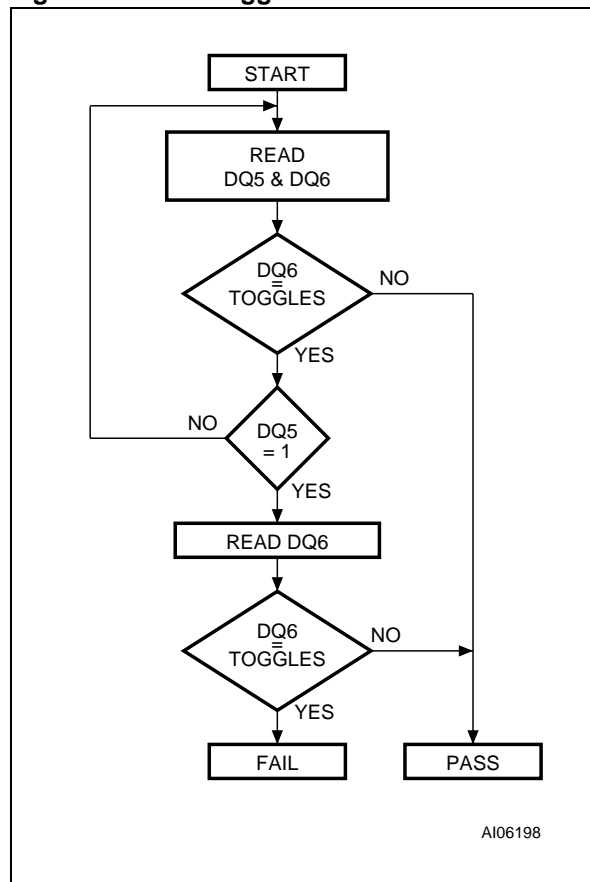 START
READ
DQ5 & DQ6
DQ6
=
TOGGLES
NO
YES
NO
DQ5
= 1
YES
READ DQ6
DQ6
=
TOGGLES
NO
YES
FAIL
PASS
AI06198